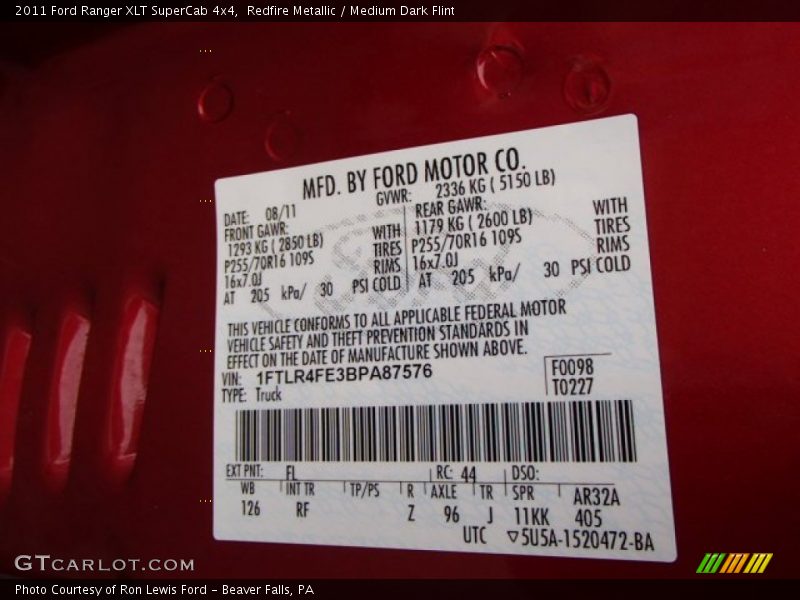 2011 Ford Ranger XLT SuperCab 4x4,  Redfire Metallic / Medium Dark Flint
MFD. BY FORD MOTOR CO.
DATE: 08/11 GVWR: 2336 KG ( 5150 LB)
FRONT GAWR: REAR GAWR:
1293 KG ( 2850 LB) WITH 1179 KG ( 2600 LB) WITH
P255/70R16 109S TIRES P255/70R16 109S TIRES
16x7.0J RIMS 16x7.0J RIMS
AT 205 kPa/ 30 PSI COLD AT 205 kPa/ 30 PSI COLD
THIS VEHICLE CONFORMS TO ALL APPLICABLE FEDERAL MOTOR
VEHICLE SAFETY AND THEFT PREVENTION STANDARDS IN
EFFECT ON THE DATE OF MANUFACTURE SHOWN ABOVE.
VIN: 1FTLR4FE3BPA87576 F0098
TYPE: Truck T0227
EXT PNT: FL RC: 44 DSO:
WB INT TR TP/PS R AXLE TR SPR AR32A
126 RF Z 96 J 11KK 405
UTC ▽5U5A-1520472-BA
GTCARLOT.COM
Photo Courtesy of Ron Lewis Ford - Beaver Falls, PA